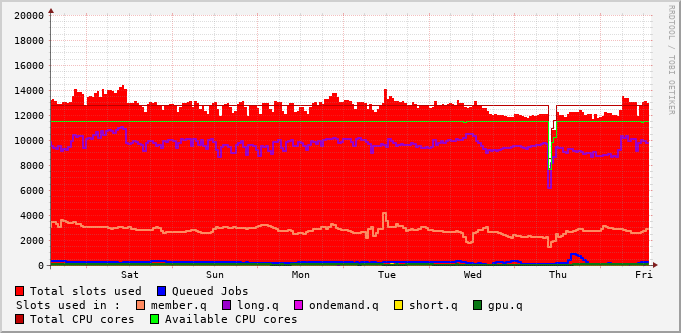 RRDTOOL / TOBI OETIKER
20000
18000
16000
14000
12000
10000
8000
6000
4000
2000
0
Sat Sun Mon Tue Wed Thu Fri
Total slots used Queued Jobs
Slots used in : member.q long.q ondemand.q short.q gpu.q
Total CPU cores Available CPU cores